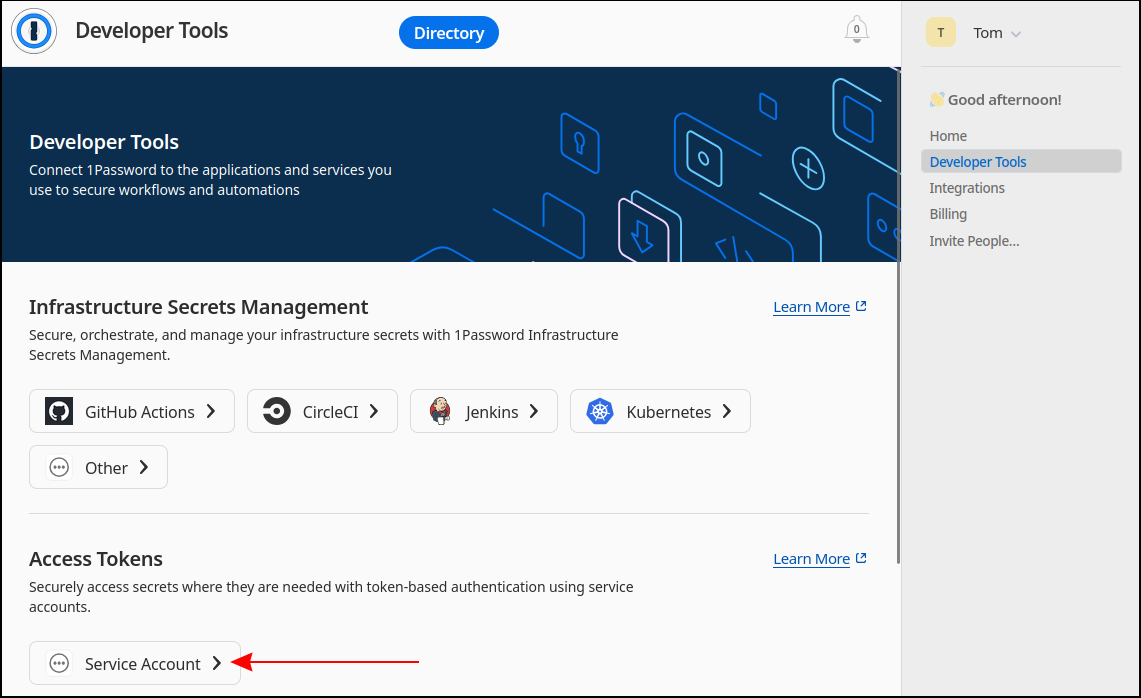 Developer Tools
Directory
0
T
Tom
👋 Good afternoon!
Home
Developer Tools
Integrations
Billing
Invite People...
Developer Tools
Connect 1Password to the applications and services you
use to secure workflows and automations
Infrastructure Secrets Management
Learn More
Secure, orchestrate, and manage your infrastructure secrets with 1Password Infrastructure
Secrets Management.
GitHub Actions
CircleCI
Jenkins
Kubernetes
Other
Access Tokens
Learn More
Securely access secrets where they are needed with token-based authentication using service
accounts.
Service Account